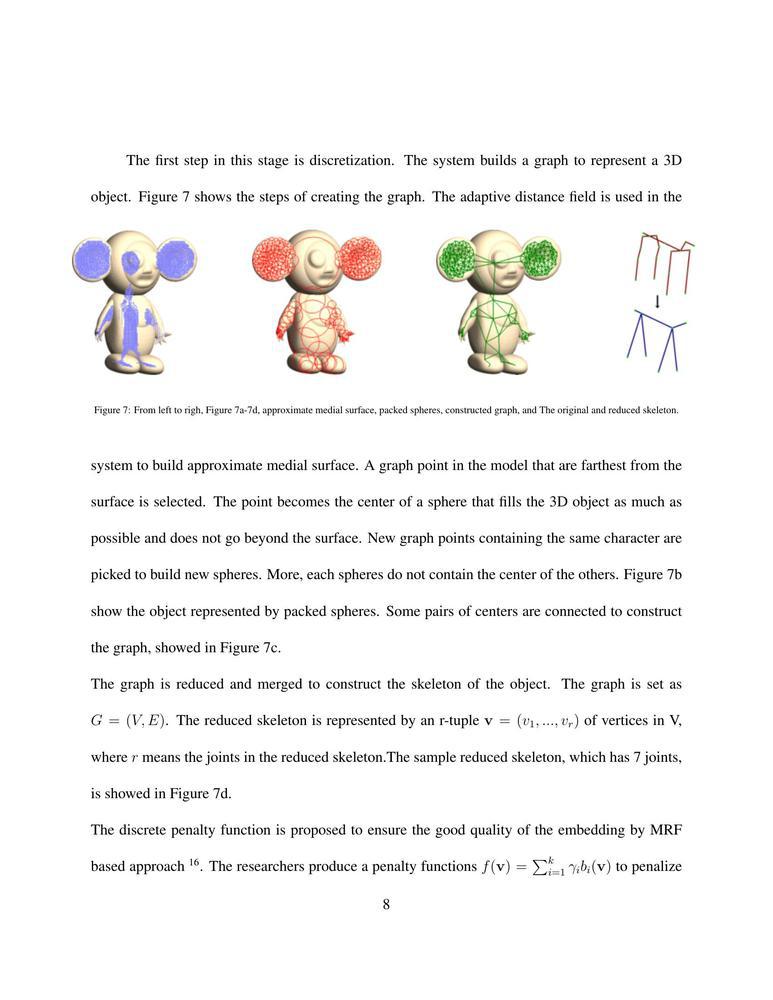 The first step in this stage is discretization. The system builds a graph to represent a 3D
object. Figure 7 shows the steps of creating the graph. The adaptive distance field is used in the
Figure 7: From left to righ, Figure 7a-7d, approximate medial surface, packed spheres, constructed graph, and The original and reduced skeleton.
system to build approximate medial surface. A graph point in the model that are farthest from the
surface is selected. The point becomes the center of a sphere that fills the 3D object as much as
possible and does not go beyond the surface. New graph points containing the same character are
picked to build new spheres. More, each spheres do not contain the center of the others. Figure 7b
show the object represented by packed spheres. Some pairs of centers are connected to construct
the graph, showed in Figure 7c.
The graph is reduced and merged to construct the skeleton of the object. The graph is set as
G = (V, E). The reduced skeleton is represented by an r-tuple v = (v₁, ..., vᵣ) of vertices in V,
where r means the joints in the reduced skeleton.The sample reduced skeleton, which has 7 joints,
is showed in Figure 7d.
The discrete penalty function is proposed to ensure the good quality of the embedding by MRF
based approach ¹⁶. The researchers produce a penalty functions f(v) = ∑ᵢ₌₁ᵏ γᵢbᵢ(v) to penalize
8